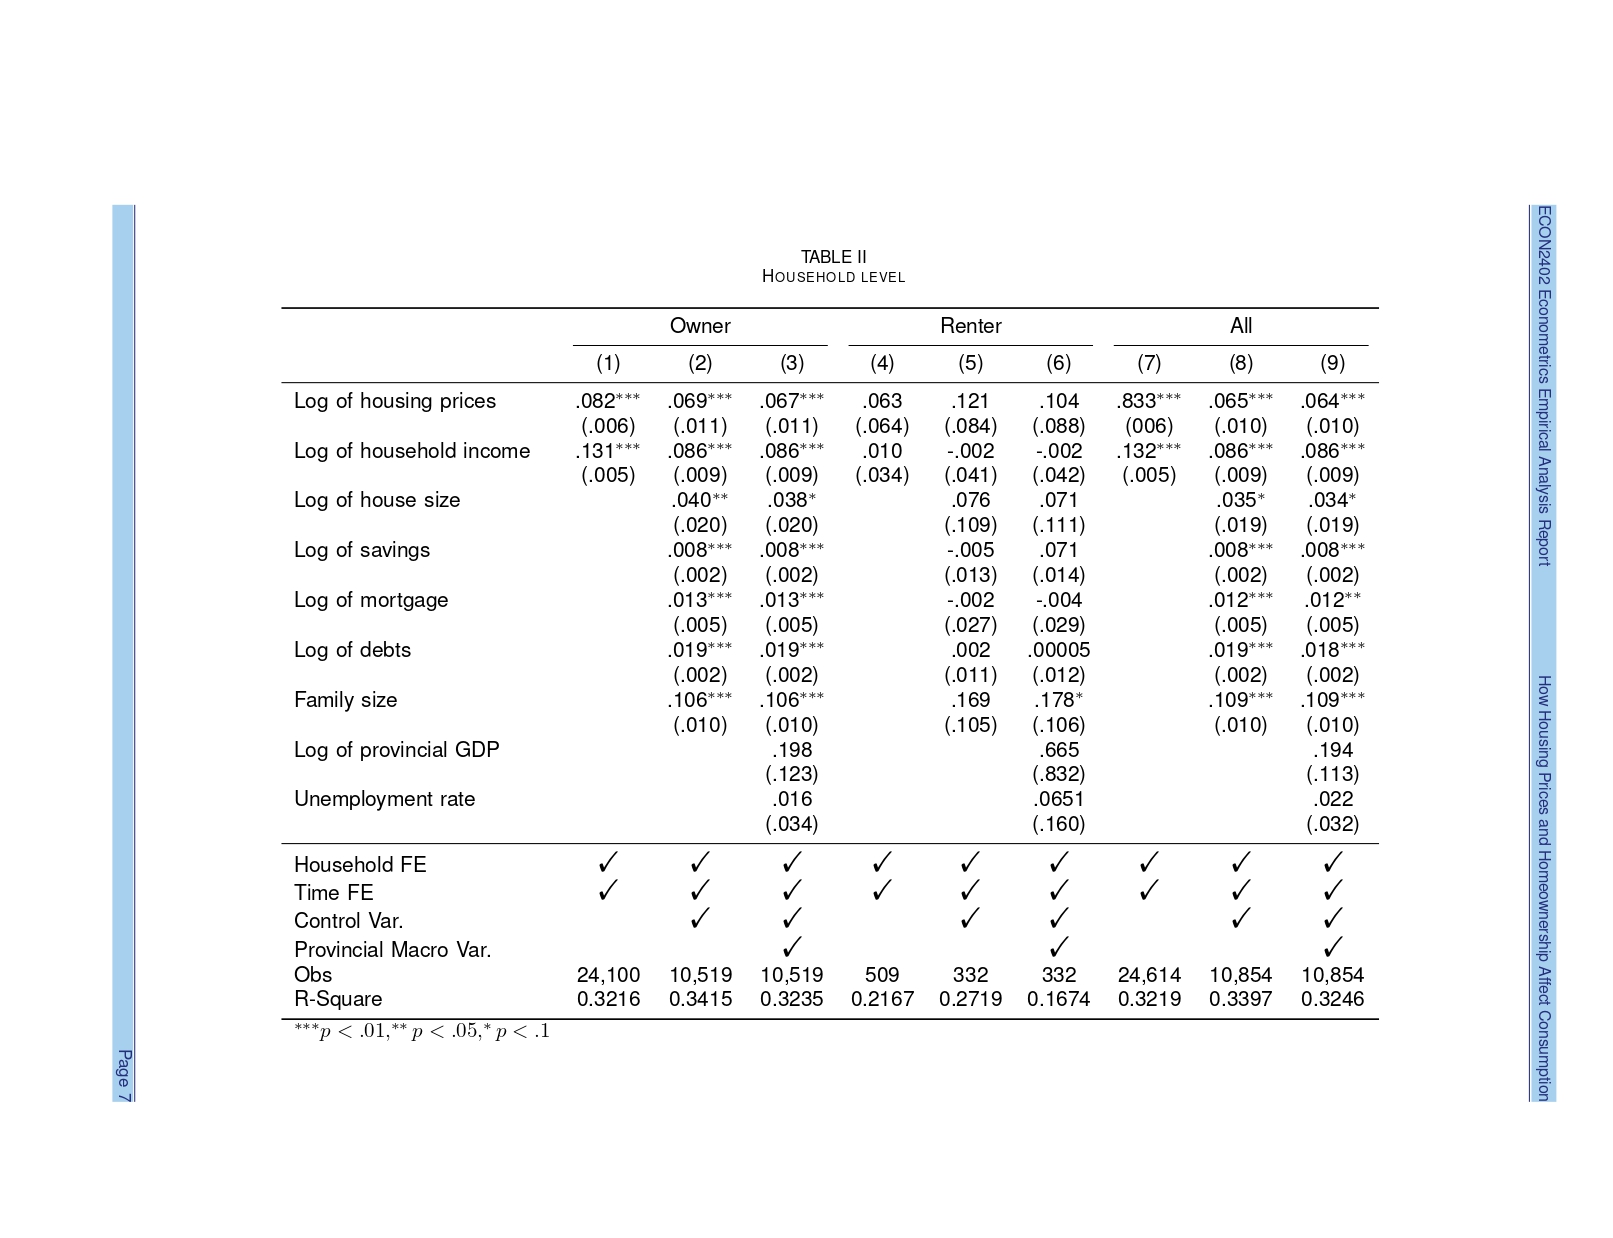 ECON2402 Econometrics Empirical Analysis Report How Housing Prices and Homeownership Affect Consumption
TABLE II
HOUSEHOLD LEVEL
Owner Renter All
(1) (2) (3) (4) (5) (6) (7) (8) (9)
Log of housing prices .082*** .069*** .067*** .063 .121 .104 .833*** .065*** .064***
(.006) (.011) (.011) (.064) (.084) (.088) (006) (.010) (.010)
Log of household income .131*** .086*** .086*** .010 -.002 -.002 .132*** .086*** .086***
(.005) (.009) (.009) (.034) (.041) (.042) (.005) (.009) (.009)
Log of house size .040** .038* .076 .071 .035* .034*
(.020) (.020) (.109) (.111) (.019) (.019)
Log of savings .008*** .008*** -.005 .071 .008*** .008***
(.002) (.002) (.013) (.014) (.002) (.002)
Log of mortgage .013*** .013*** -.002 -.004 .012*** .012**
(.005) (.005) (.027) (.029) (.005) (.005)
Log of debts .019*** .019*** .002 .00005 .019*** .018***
(.002) (.002) (.011) (.012) (.002) (.002)
Family size .106*** .106*** .169 .178* .109*** .109***
(.010) (.010) (.105) (.106) (.010) (.010)
Log of provincial GDP .198 .665 .194
(.123) (.832) (.113)
Unemployment rate .016 .0651 .022
(.034) (.160) (.032)
Household FE ✓ ✓ ✓ ✓ ✓ ✓ ✓ ✓ ✓
Time FE ✓ ✓ ✓ ✓ ✓ ✓ ✓ ✓ ✓
Control Var. ✓ ✓ ✓ ✓ ✓ ✓
Provincial Macro Var. ✓ ✓ ✓
Obs 24,100 10,519 10,519 509 332 332 24,614 10,854 10,854
R-Square 0.3216 0.3415 0.3235 0.2167 0.2719 0.1674 0.3219 0.3397 0.3246
***p < .01,** p < .05,* p < .1
Page 7